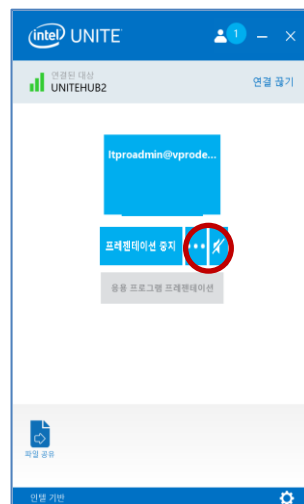 intel UNITE
1
연결된 대상
UNITEHUB2
연결 끊기
Itproadmin@vprode...
프레젠테이션 중지
응용 프로그램 프레젠테이션
파일 공유
인텔 기반